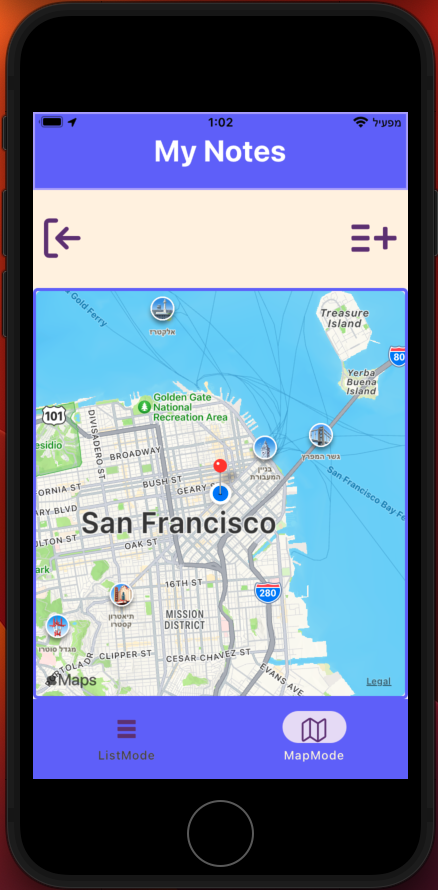 1:02
מפעיל
My Notes
Gold Ferry
אלקטרז
Treasure
Island
80
Yerba
Buena
Island
Golden Gate
National
Recreation Area
101
DIVISADERO ST
esidio
BROADWAY
בניין
המעבורת
גשר המפרץ
BUSH ST
GEARY S
ORNIA ST
ARY BLVD
San Francisco Bay Fe
San Francisco
ULTON ST
OAK ST
ark
16TH ST
280
תיאטרון
קסטרו
MISSION
DISTRICT
מגדל סוטרו
CLIPPER ST
CESAR CHAVEZ ST
TOLA DR
EVANS AVE
Maps
Legal
ListMode
MapMode